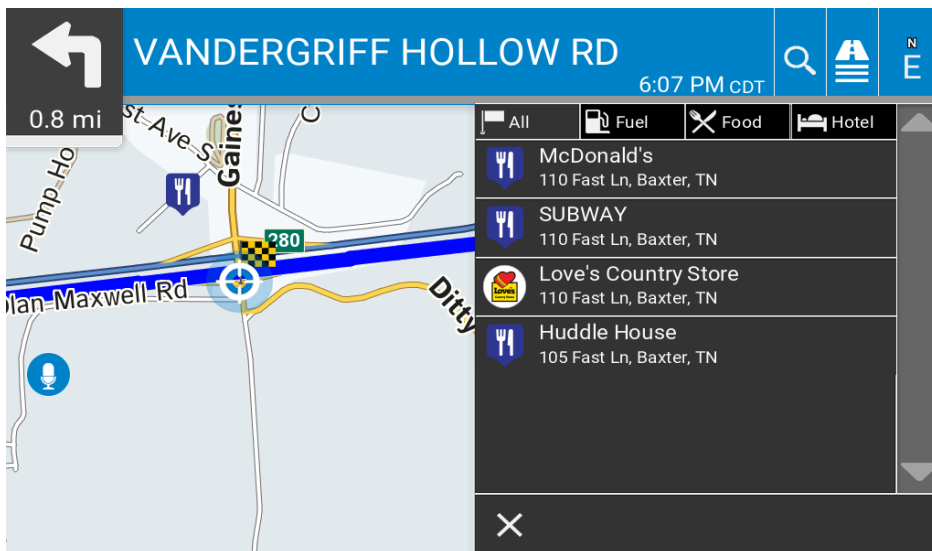 VANDERGRIFF HOLLOW RD
6:07 PM CDT
N
E
0.8 mi
All
Fuel
Food
Hotel
McDonald's
110 Fast Ln, Baxter, TN
SUBWAY
110 Fast Ln, Baxter, TN
Love's Country Store
110 Fast Ln, Baxter, TN
Huddle House
105 Fast Ln, Baxter, TN
st Ave S
Gaines
C
Pump Ho
280
olan Maxwell Rd
Ditty
Love's